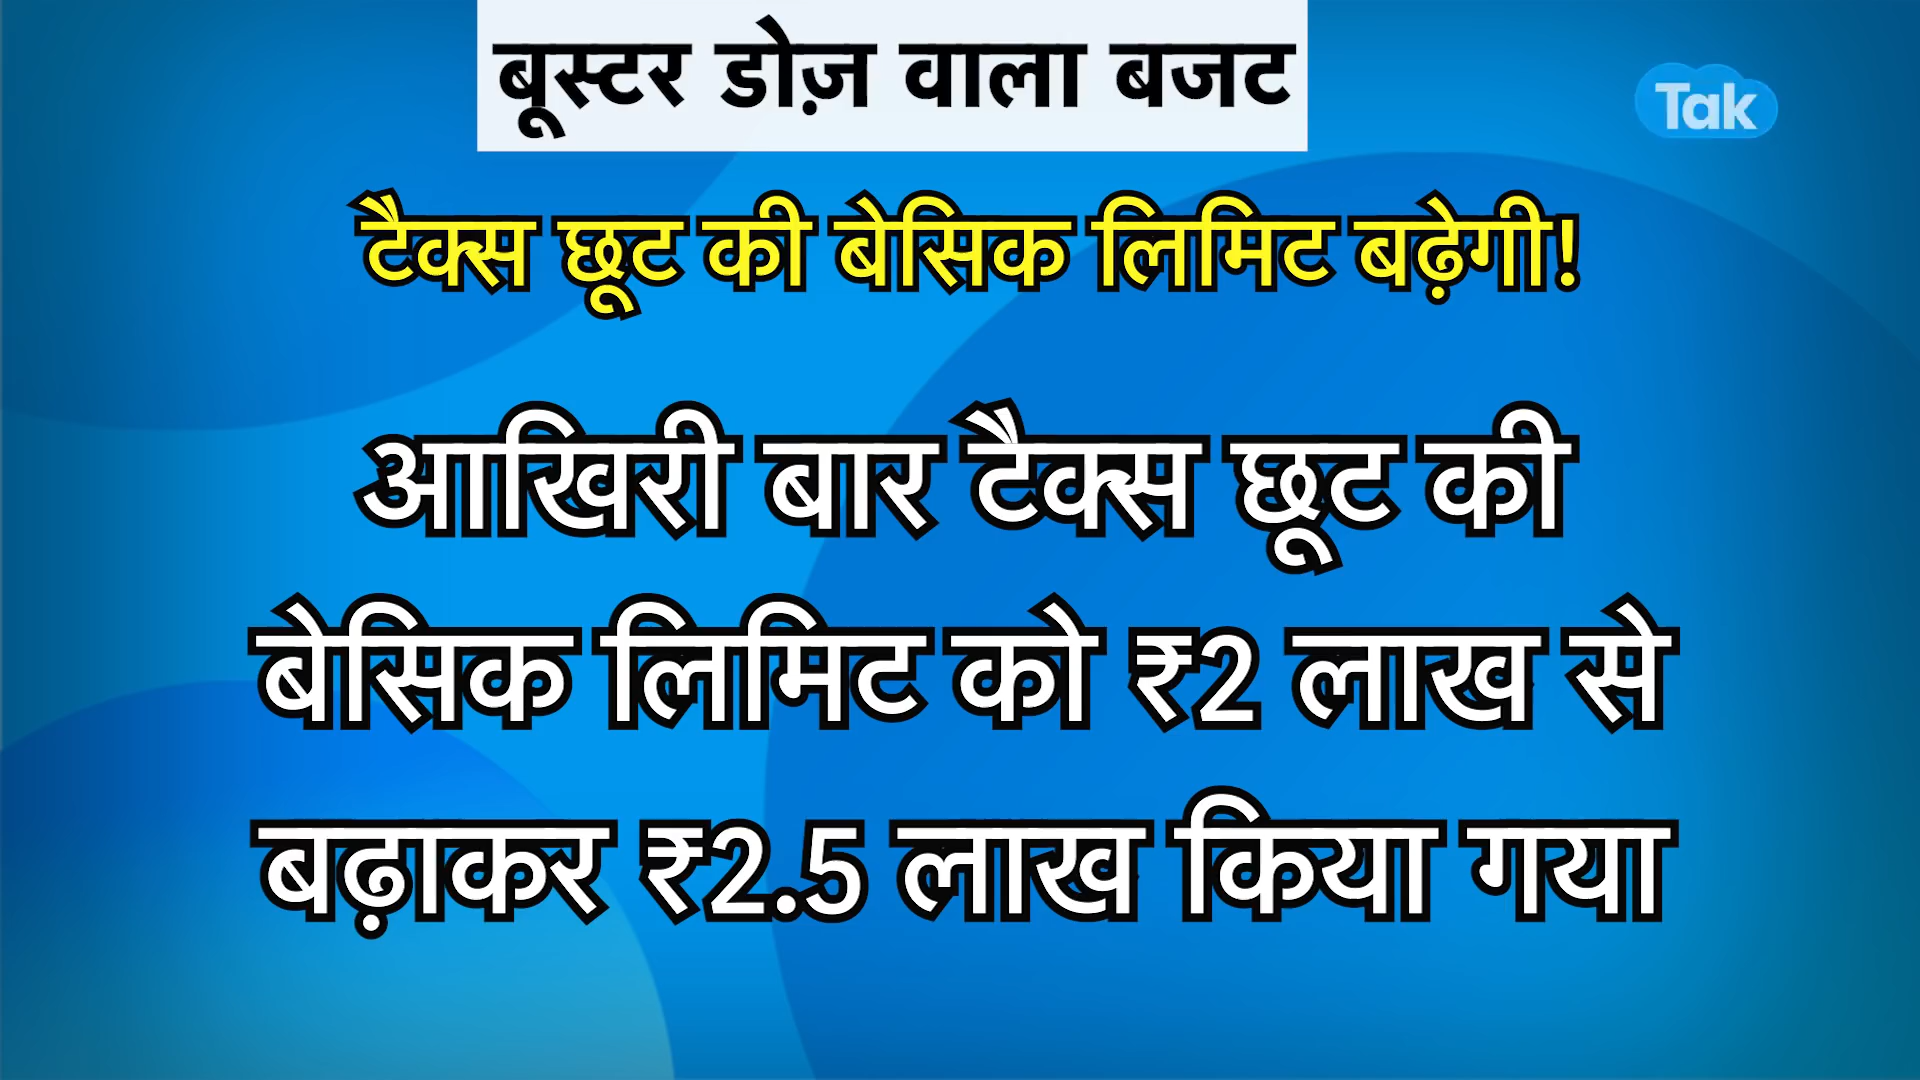 बूस्टर डोज़ वाला बजट
Tak
टैक्स छूट की बेसिक लिमिट बढ़ेगी!
आखिरी बार टैक्स छूट की
बेसिक लिमिट को ₹2 लाख से
बढ़ाकर ₹2.5 लाख किया गया